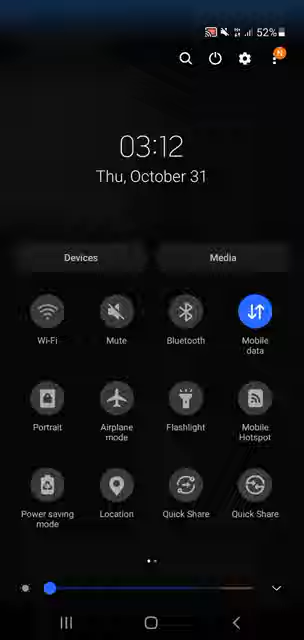 52%
N
03:12
Thu, October 31
Devices
Media
Wi-Fi
Mute
Bluetooth
Mobile
data
Portrait
Airplane
mode
Flashlight
Mobile
Hotspot
Power saving
mode
Location
Quick Share
Quick Share